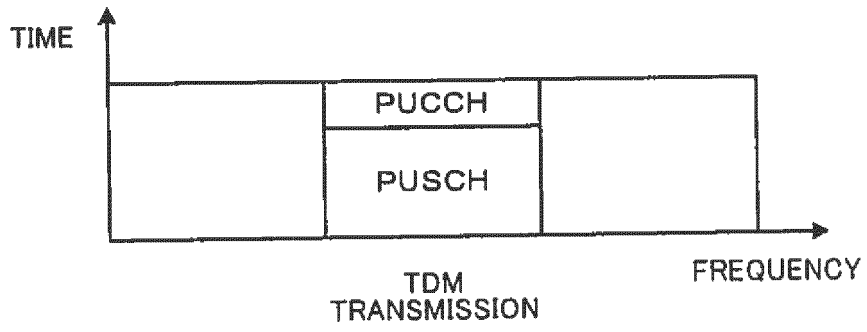 TIME
PUCCH
PUSCH
FREQUENCY
TDM
TRANSMISSION